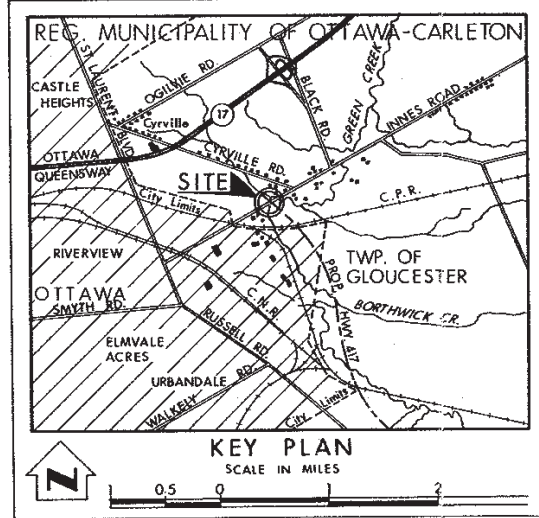 REG. MUNICIPALITY OF OTTAWA-CARLETON
CASTLE
HEIGHTS
ST. LAURENT BLVD.
OGILVIE RD.
BLACK RD.
GREEN CREEK
INNES ROAD
17
Cyrville
CYRVILLE RD.
OTTAWA
QUEENSWAY
SITE
City Limits
C.P.R.
RIVERVIEW
TWP. OF
GLOUCESTER
OTTAWA
SMYTH RD.
C.N.R.
PROP. HWY 417
BORTHWICK CR.
RUSSELL RD.
ELMVALE
ACRES
URBANDALE
WALKELY RD.
City Limits
KEY PLAN
SCALE IN MILES
N
1 0.5 0 1 2